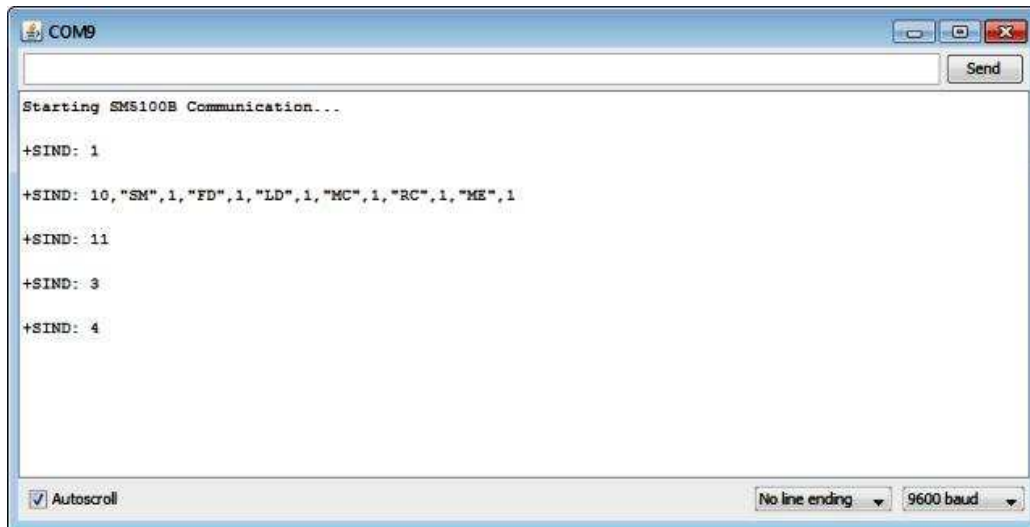 COM9
Send
Starting SM5100B Communication...
+SIND: 1
+SIND: 10,"SM",1,"FD",1,"LD",1,"MC",1,"RC",1,"ME",1
+SIND: 11
+SIND: 3
+SIND: 4
Autoscroll
No line ending
9600 baud